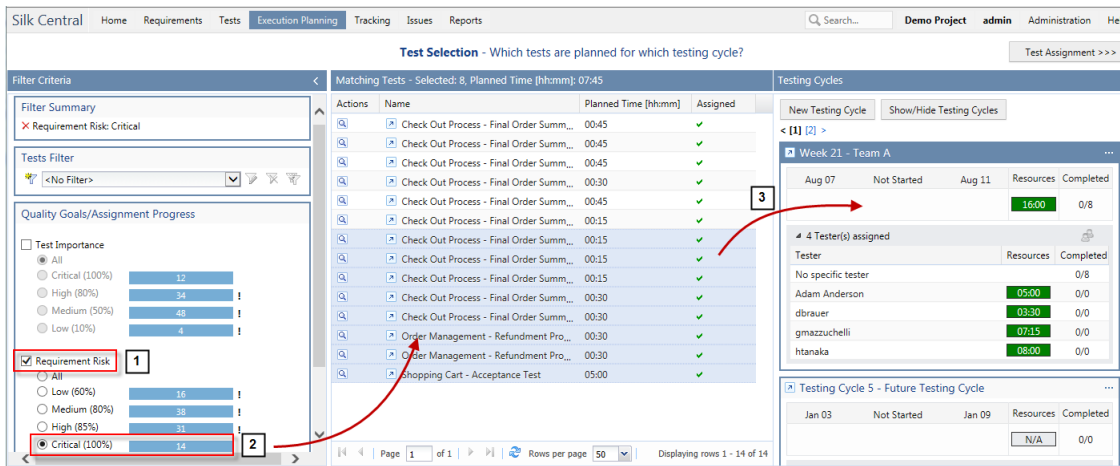 Silk Central Home Requirements Tests Execution Planning Tracking Issues Reports Search... Demo Project admin Administration He
Test Selection - Which tests are planned for which testing cycle? Test Assignment >>>
Filter Criteria <
Filter Summary
Requirement Risk: Critical
Tests Filter
<No Filter>
Quality Goals/Assignment Progress
Test Importance
All
Critical (100%) 12
High (80%) 34 !
Medium (50%) 48 !
Low (10%) 4 !
Requirement Risk 1
All
Low (60%) 16 !
Medium (80%) 38 !
High (85%) 31 !
Critical (100%) 14 2
Matching Tests - Selected: 8, Planned Time [hh:mm]: 07:45
Actions Name Planned Time [hh:mm] Assigned
Check Out Process - Final Order Summ... 00:45
Check Out Process - Final Order Summ... 00:45
Check Out Process - Final Order Summ... 00:45
Check Out Process - Final Order Summ... 00:30
Check Out Process - Final Order Summ... 00:45
Check Out Process - Final Order Summ... 00:15
Check Out Process - Final Order Summ... 00:15
Check Out Process - Final Order Summ... 00:15
Check Out Process - Final Order Summ... 00:15
Check Out Process - Final Order Summ... 00:30
Check Out Process - Final Order Summ... 00:30
Order Management - Refundment Pro... 00:30
Order Management - Refundment Pro... 00:30
Shopping Cart - Acceptance Test 05:00
Page 1 of 1 Rows per page 50 Displaying rows 1 - 14 of 14
3
Testing Cycles
New Testing Cycle Show/Hide Testing Cycles
< [1] [2] >
Week 21 - Team A ...
Aug 07 Not Started Aug 11 Resources Completed
16:00 0/8
4 Tester(s) assigned
Tester Resources Completed
No specific tester 0/8
Adam Anderson 05:00 0/0
dbrauer 03:30 0/0
gmazzuchelli 07:15 0/0
htanaka 08:00 0/0
Testing Cycle 5 - Future Testing Cycle ...
Jan 03 Not Started Jan 09 Resources Completed
N/A 0/0